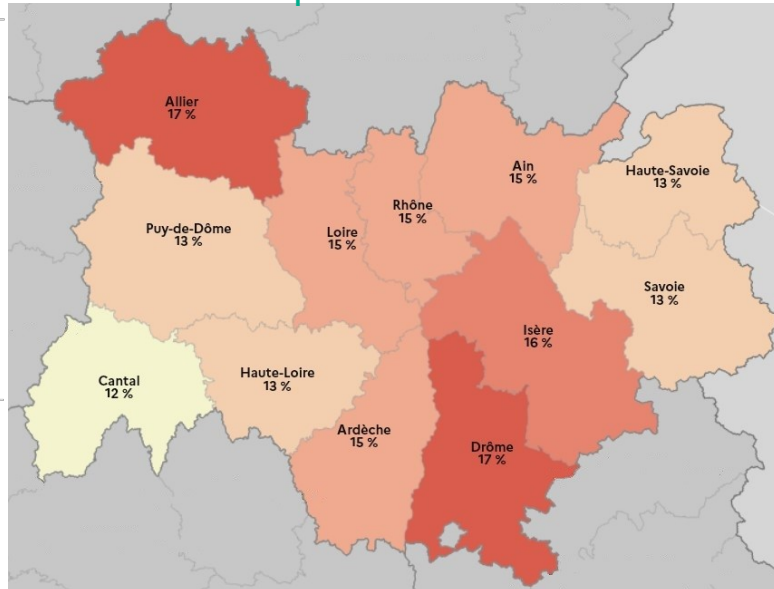 Allier
17 %
Ain
15 %
Haute-Savoie
13 %
Rhône
15 %
Loire
15 %
Puy-de-Dôme
13 %
Savoie
13 %
Isère
16 %
Haute-Loire
13 %
Cantal
12 %
Ardèche
15 %
Drôme
17 %